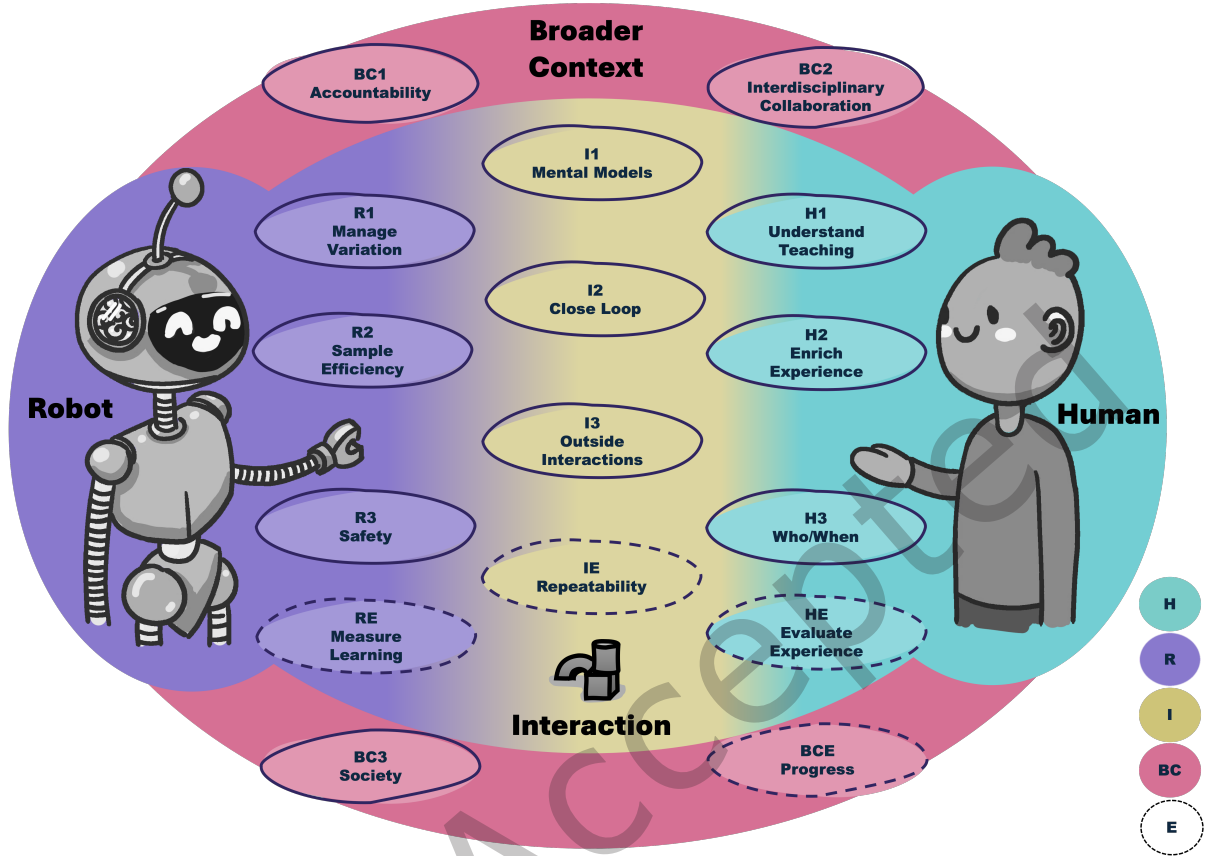 Broader
Context
BC1
Accountability
BC2
Interdisciplinary
Collaboration
I1
Mental Models
R1
Manage
Variation
H1
Understand
Teaching
I2
Close Loop
R2
Sample
Efficiency
H2
Enrich
Experience
Robot
Human
I3
Outside
Interactions
R3
Safety
H3
Who/When
IE
Repeatability
RE
Measure
Learning
HE
Evaluate
Experience
Interaction
BC3
Society
BCE
Progress
H
R
I
BC
E
Accepted